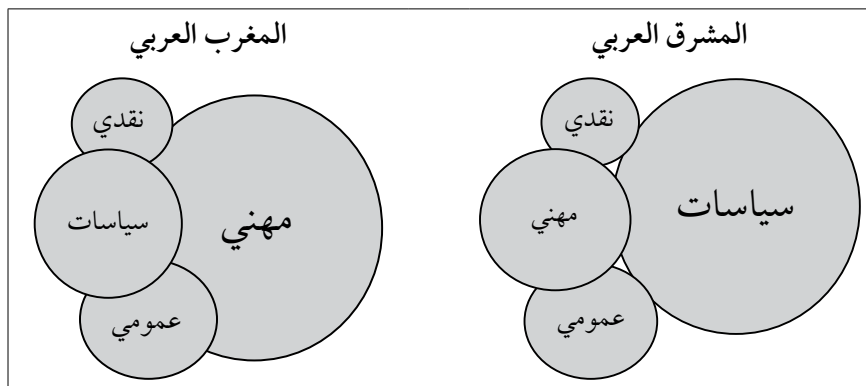 المشرق العربي
نقدي
سياسات
مهني
عمومي
المغرب العربي
نقدي
مهني
سياسات
عمومي